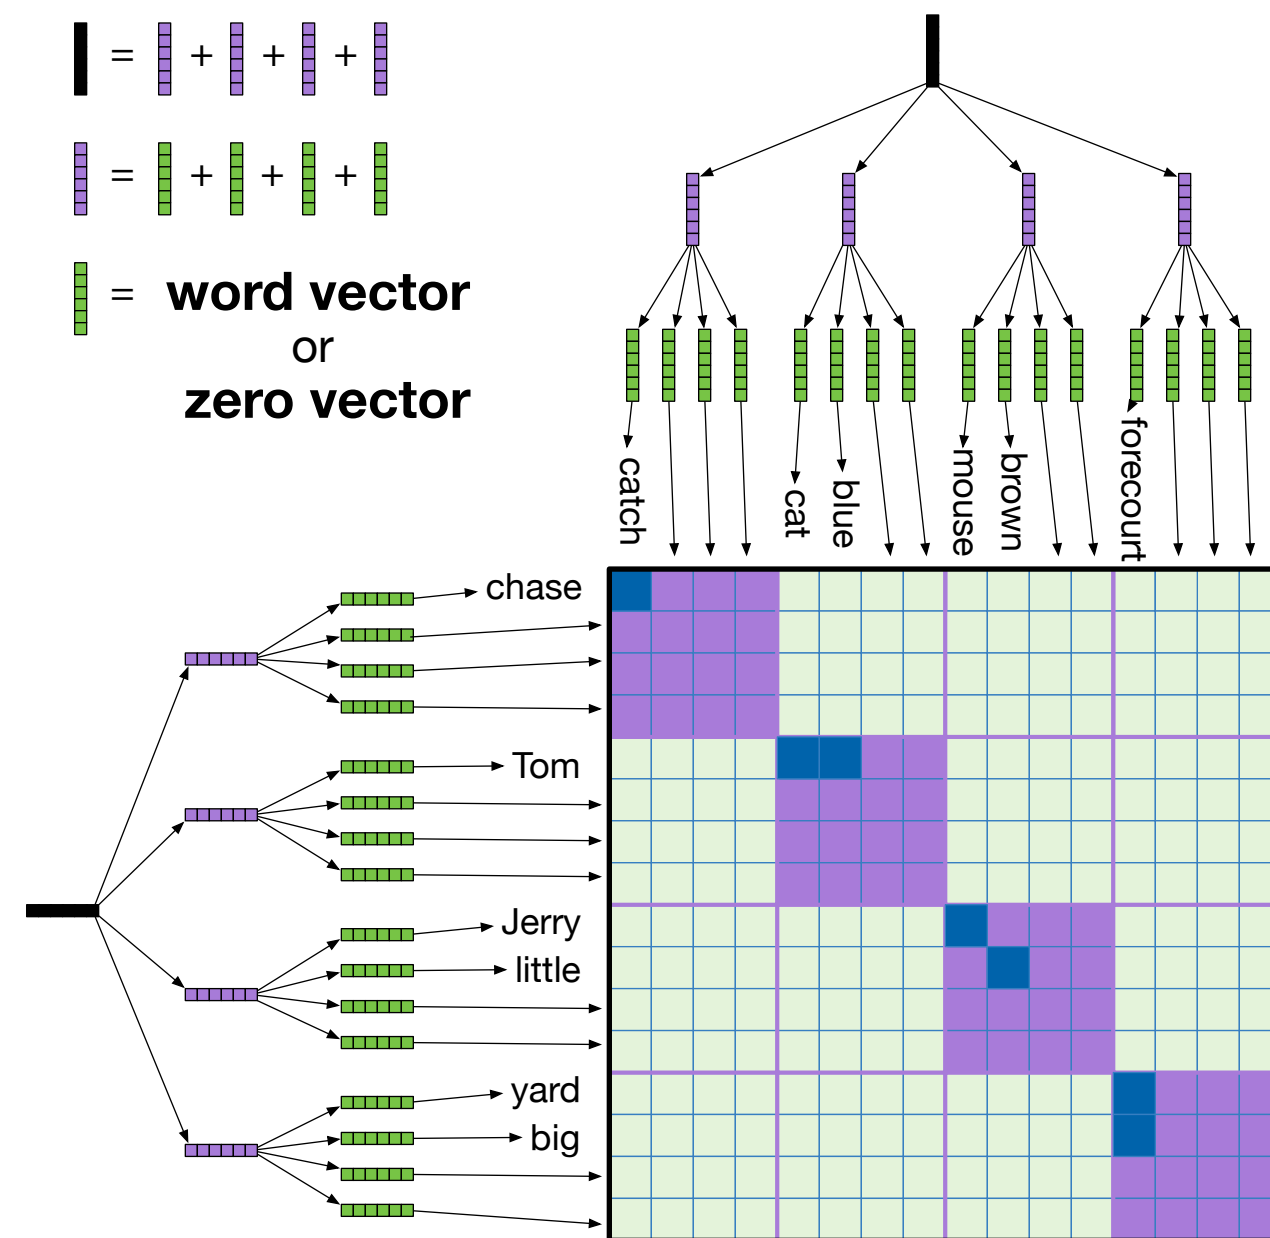 = + + +
= + + +
= word vector
or
zero vector
catch
cat
blue
mouse
brown
forecourt
chase
Tom
Jerry
little
yard
big